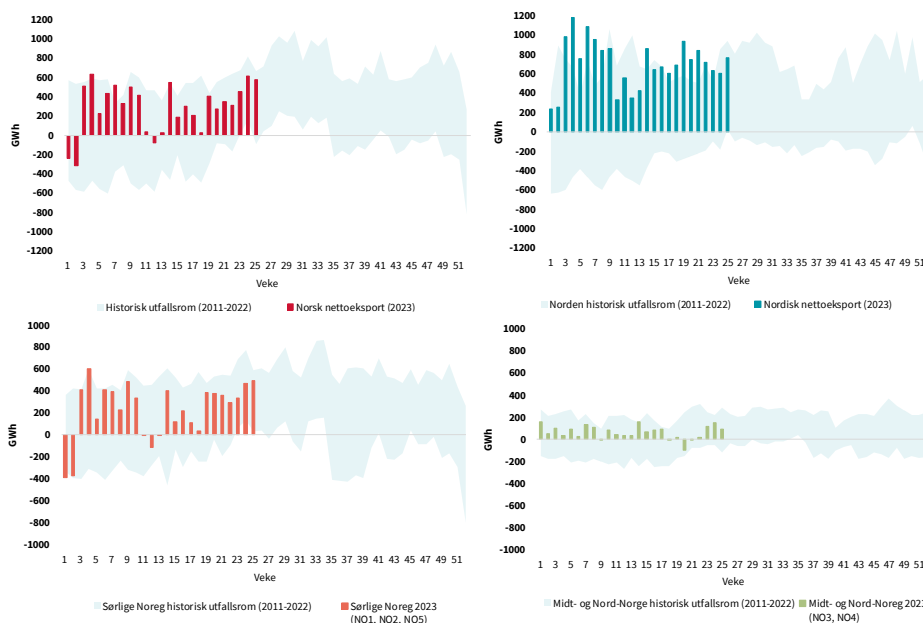 1200
1000
800
600
400
200
0
-200
-400
-600
-800
-1000
-1200
GWh
1 3 5 7 9 11 13 15 17 19 21 23 25 27 29 31 33 35 37 39 41 43 45 47 49 51
Veke
Historisk utfallsrom (2011-2022) Norsk nettoeksport (2023)
1200
1000
800
600
400
200
0
-200
-400
-600
-800
-1000
-1200
GWh
1 3 5 7 9 11 13 15 17 19 21 23 25 27 29 31 33 35 37 39 41 43 45 47 49 51
Veke
Norden historisk utfallsrom (2011-2022) Nordisk nettoeksport (2023)
1000
800
600
400
200
0
-200
-400
-600
-800
-1000
GWh
1 3 5 7 9 11 13 15 17 19 21 23 25 27 29 31 33 35 37 39 41 43 45 47 49 51
Veke
Sørlige Noreg historisk utfallsrom (2011-2022) Sørlige Noreg 2023
(NO1, NO2, NO5)
1000
800
600
400
200
0
-200
-400
-600
-800
-1000
GWh
1 3 5 7 9 11 13 15 17 19 21 23 25 27 29 31 33 35 37 39 41 43 45 47 49 51
Veke
Midt- og Nord-Norge historisk utfallsrom (2011-2022) Midt- og Nord-Noreg 202
(NO3, NO4)